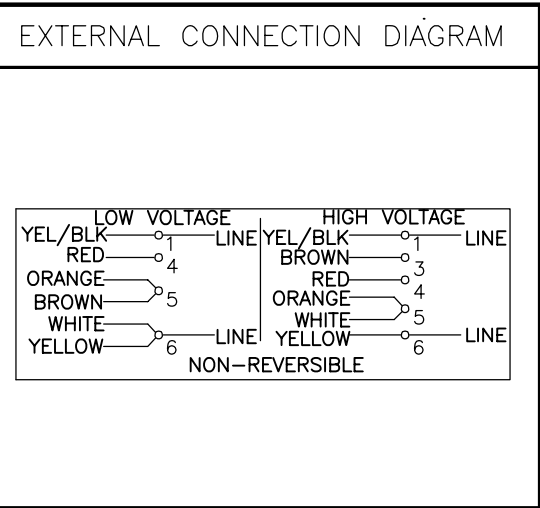 EXTERNAL CONNECTION DIAGRAM
LOW VOLTAGE
YEL/BLK 1 LINE
RED 4
ORANGE
BROWN 5
WHITE
YELLOW 6 LINE
HIGH VOLTAGE
YEL/BLK 1 LINE
BROWN 3
RED 4
ORANGE
WHITE 5
YELLOW 6 LINE
NON-REVERSIBLE